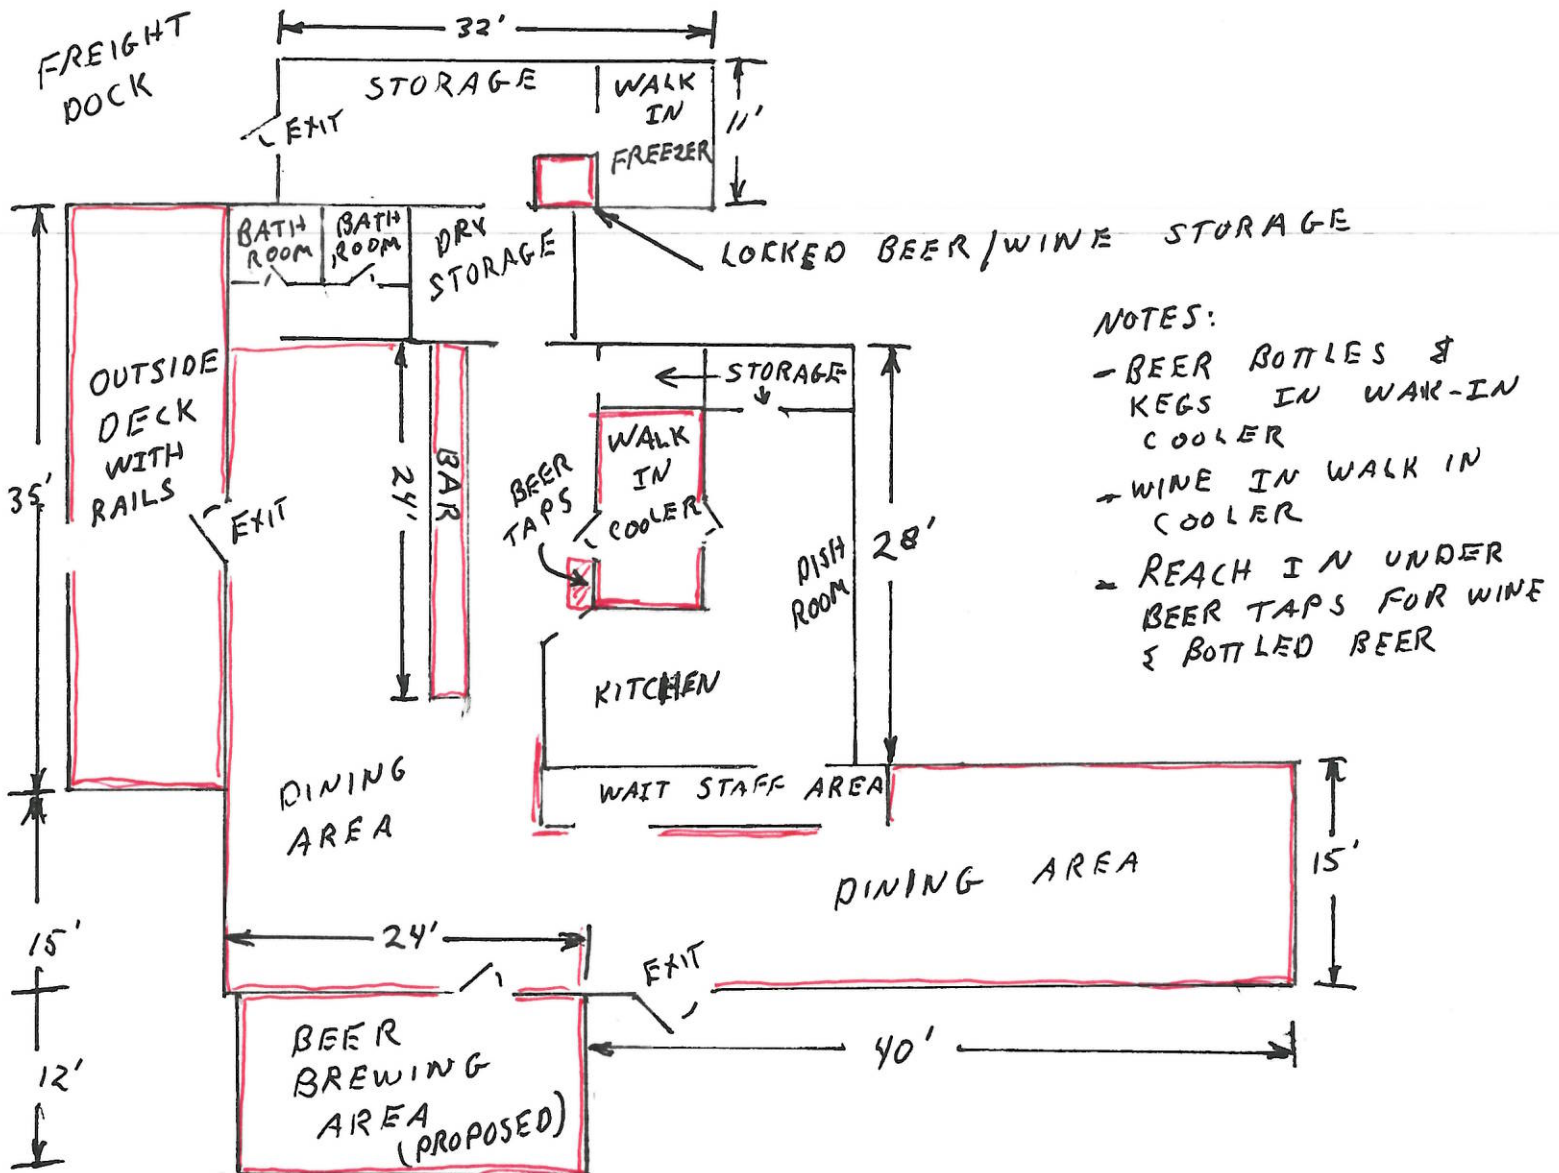 FREIGHT
DOCK
32'
STORAGE
WALK
IN
FREEZER
11'
EXIT
BATH
ROOM
BATH
ROOM
DRY
STORAGE
LOCKED BEER/WINE STORAGE
NOTES:
- BEER BOTTLES &
KEGS IN WAK-IN
COOLER
- WINE IN WALK IN
COOLER
- REACH IN UNDER
BEER TAPS FOR WINE
& BOTTLED BEER
OUTSIDE
DECK
WITH
RAILS
35'
EXIT
24'
BAR
BEER
TAPS
STORAGE
WALK
IN
COOLER
DISH
ROOM
28'
KITCHEN
WAIT STAFF AREA
DINING
AREA
DINING AREA
15'
15'
24'
EXIT
40'
12'
BEER
BREWING
AREA
(PROPOSED)